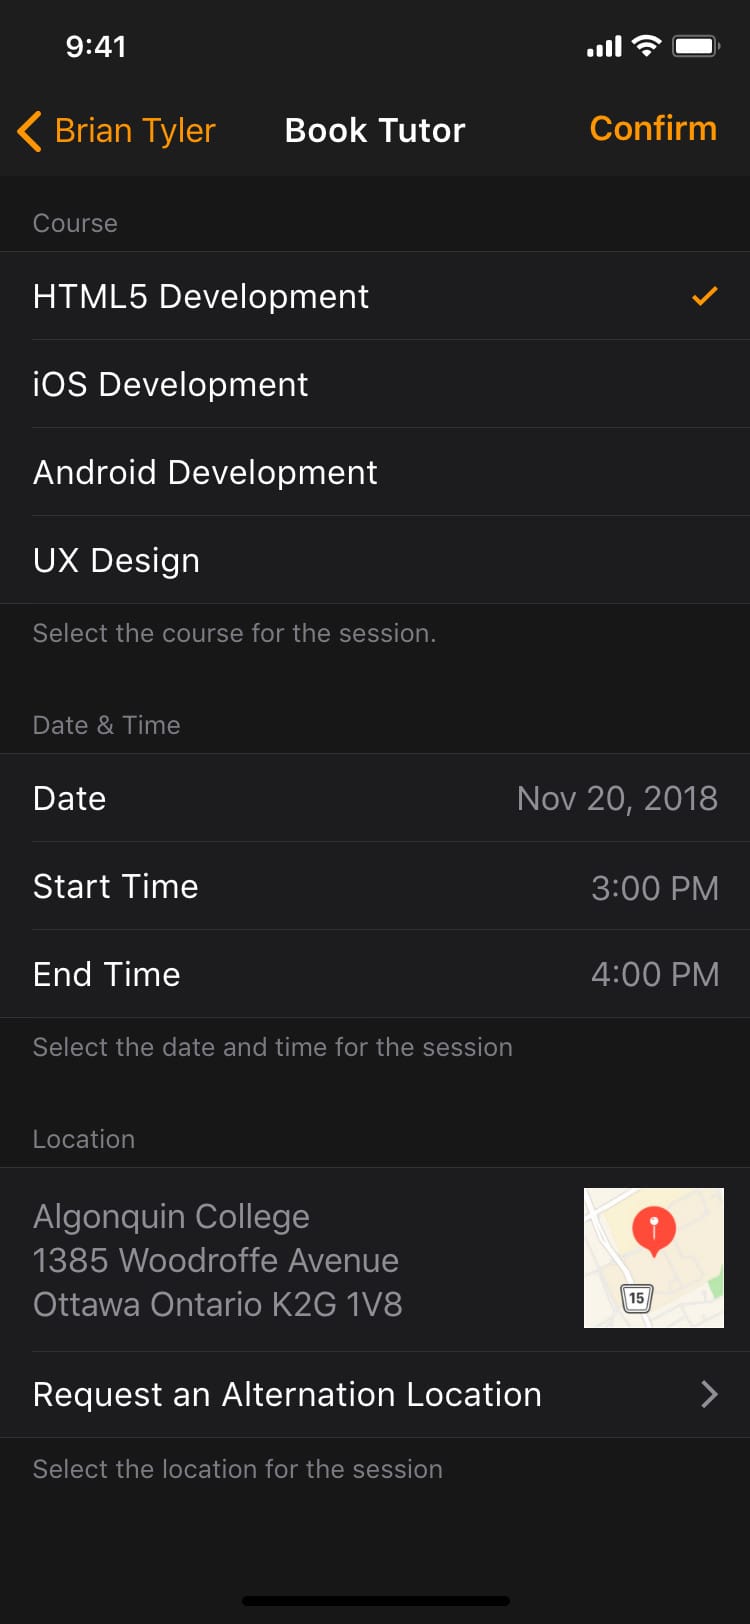 9:41
Brian Tyler
Book Tutor
Confirm
Course
HTML5 Development
iOS Development
Android Development
UX Design
Select the course for the session.
Date & Time
Date
Nov 20, 2018
Start Time
3:00 PM
End Time
4:00 PM
Select the date and time for the session
Location
Algonquin College
1385 Woodroffe Avenue
Ottawa Ontario K2G 1V8
15
Request an Alternation Location
Select the location for the session